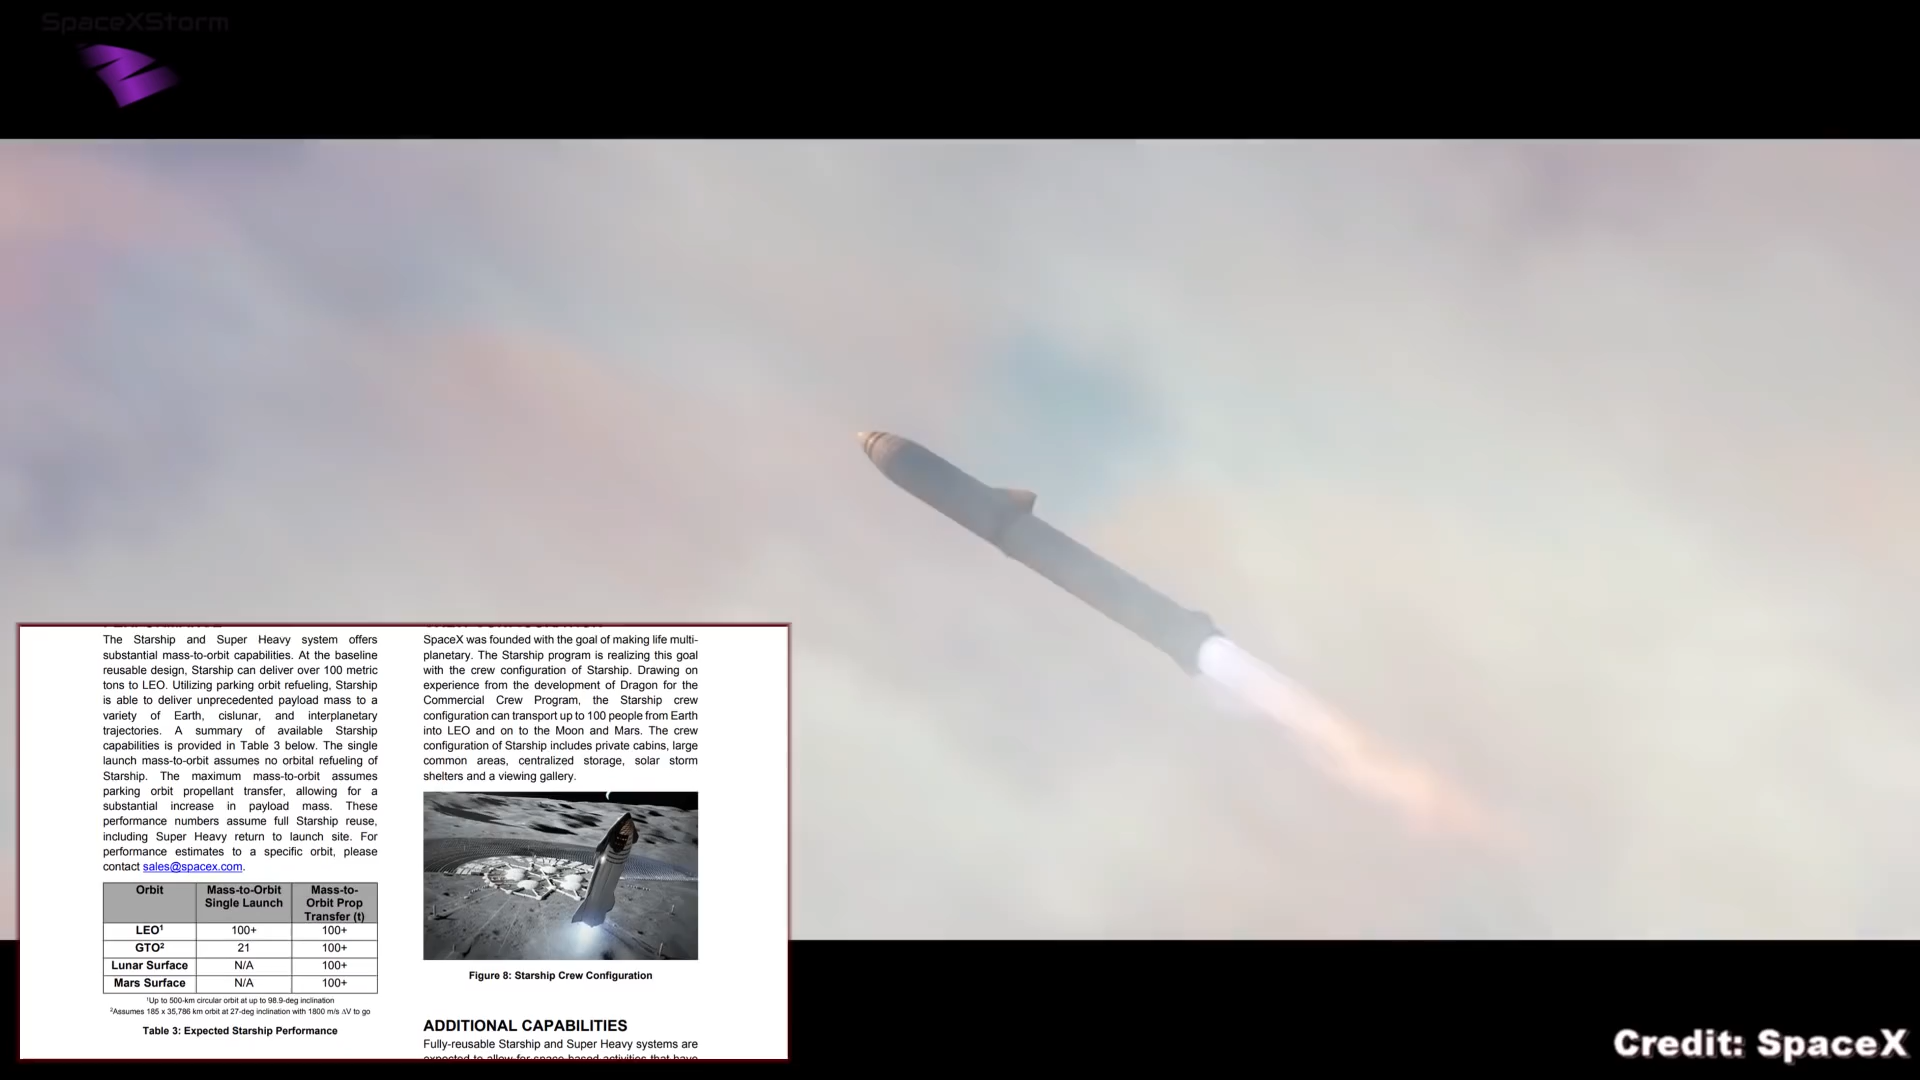 SpaceXStorm
The Starship and Super Heavy system offers
substantial mass-to-orbit capabilities. At the baseline
reusable design, Starship can deliver over 100 metric
tons to LEO. Utilizing parking orbit refueling, Starship
is able to deliver unprecedented payload mass to a
variety of Earth, cislunar, and interplanetary
trajectories. A summary of available Starship
capabilities is provided in Table 3 below. The single
launch mass-to-orbit assumes no orbital refueling of
Starship. The maximum mass-to-orbit assumes
parking orbit propellant transfer, allowing for a
substantial increase in payload mass. These
performance numbers assume full Starship reuse,
including Super Heavy return to launch site. For
performance estimates to a specific orbit, please
contact sales@spacex.com.
Orbit Mass-to-Orbit Single Launch Mass-to-Orbit Prop Transfer (t)
LEO¹ 100+ 100+
GTO² 21 100+
Lunar Surface N/A 100+
Mars Surface N/A 100+
¹Up to 500-km circular orbit at up to 98.9-deg inclination
²Assumes 185 x 35,786 km orbit at 27-deg inclination with 1800 m/s ΔV to go
Table 3: Expected Starship Performance
SpaceX was founded with the goal of making life multi-
planetary. The Starship program is realizing this goal
with the crew configuration of Starship. Drawing on
experience from the development of Dragon for the
Commercial Crew Program, the Starship crew
configuration can transport up to 100 people from Earth
into LEO and on to the Moon and Mars. The crew
configuration of Starship includes private cabins, large
common areas, centralized storage, solar storm
shelters and a viewing gallery.
Figure 8: Starship Crew Configuration
ADDITIONAL CAPABILITIES
Fully-reusable Starship and Super Heavy systems are
expected to allow for space-based activities that have
Credit: SpaceX